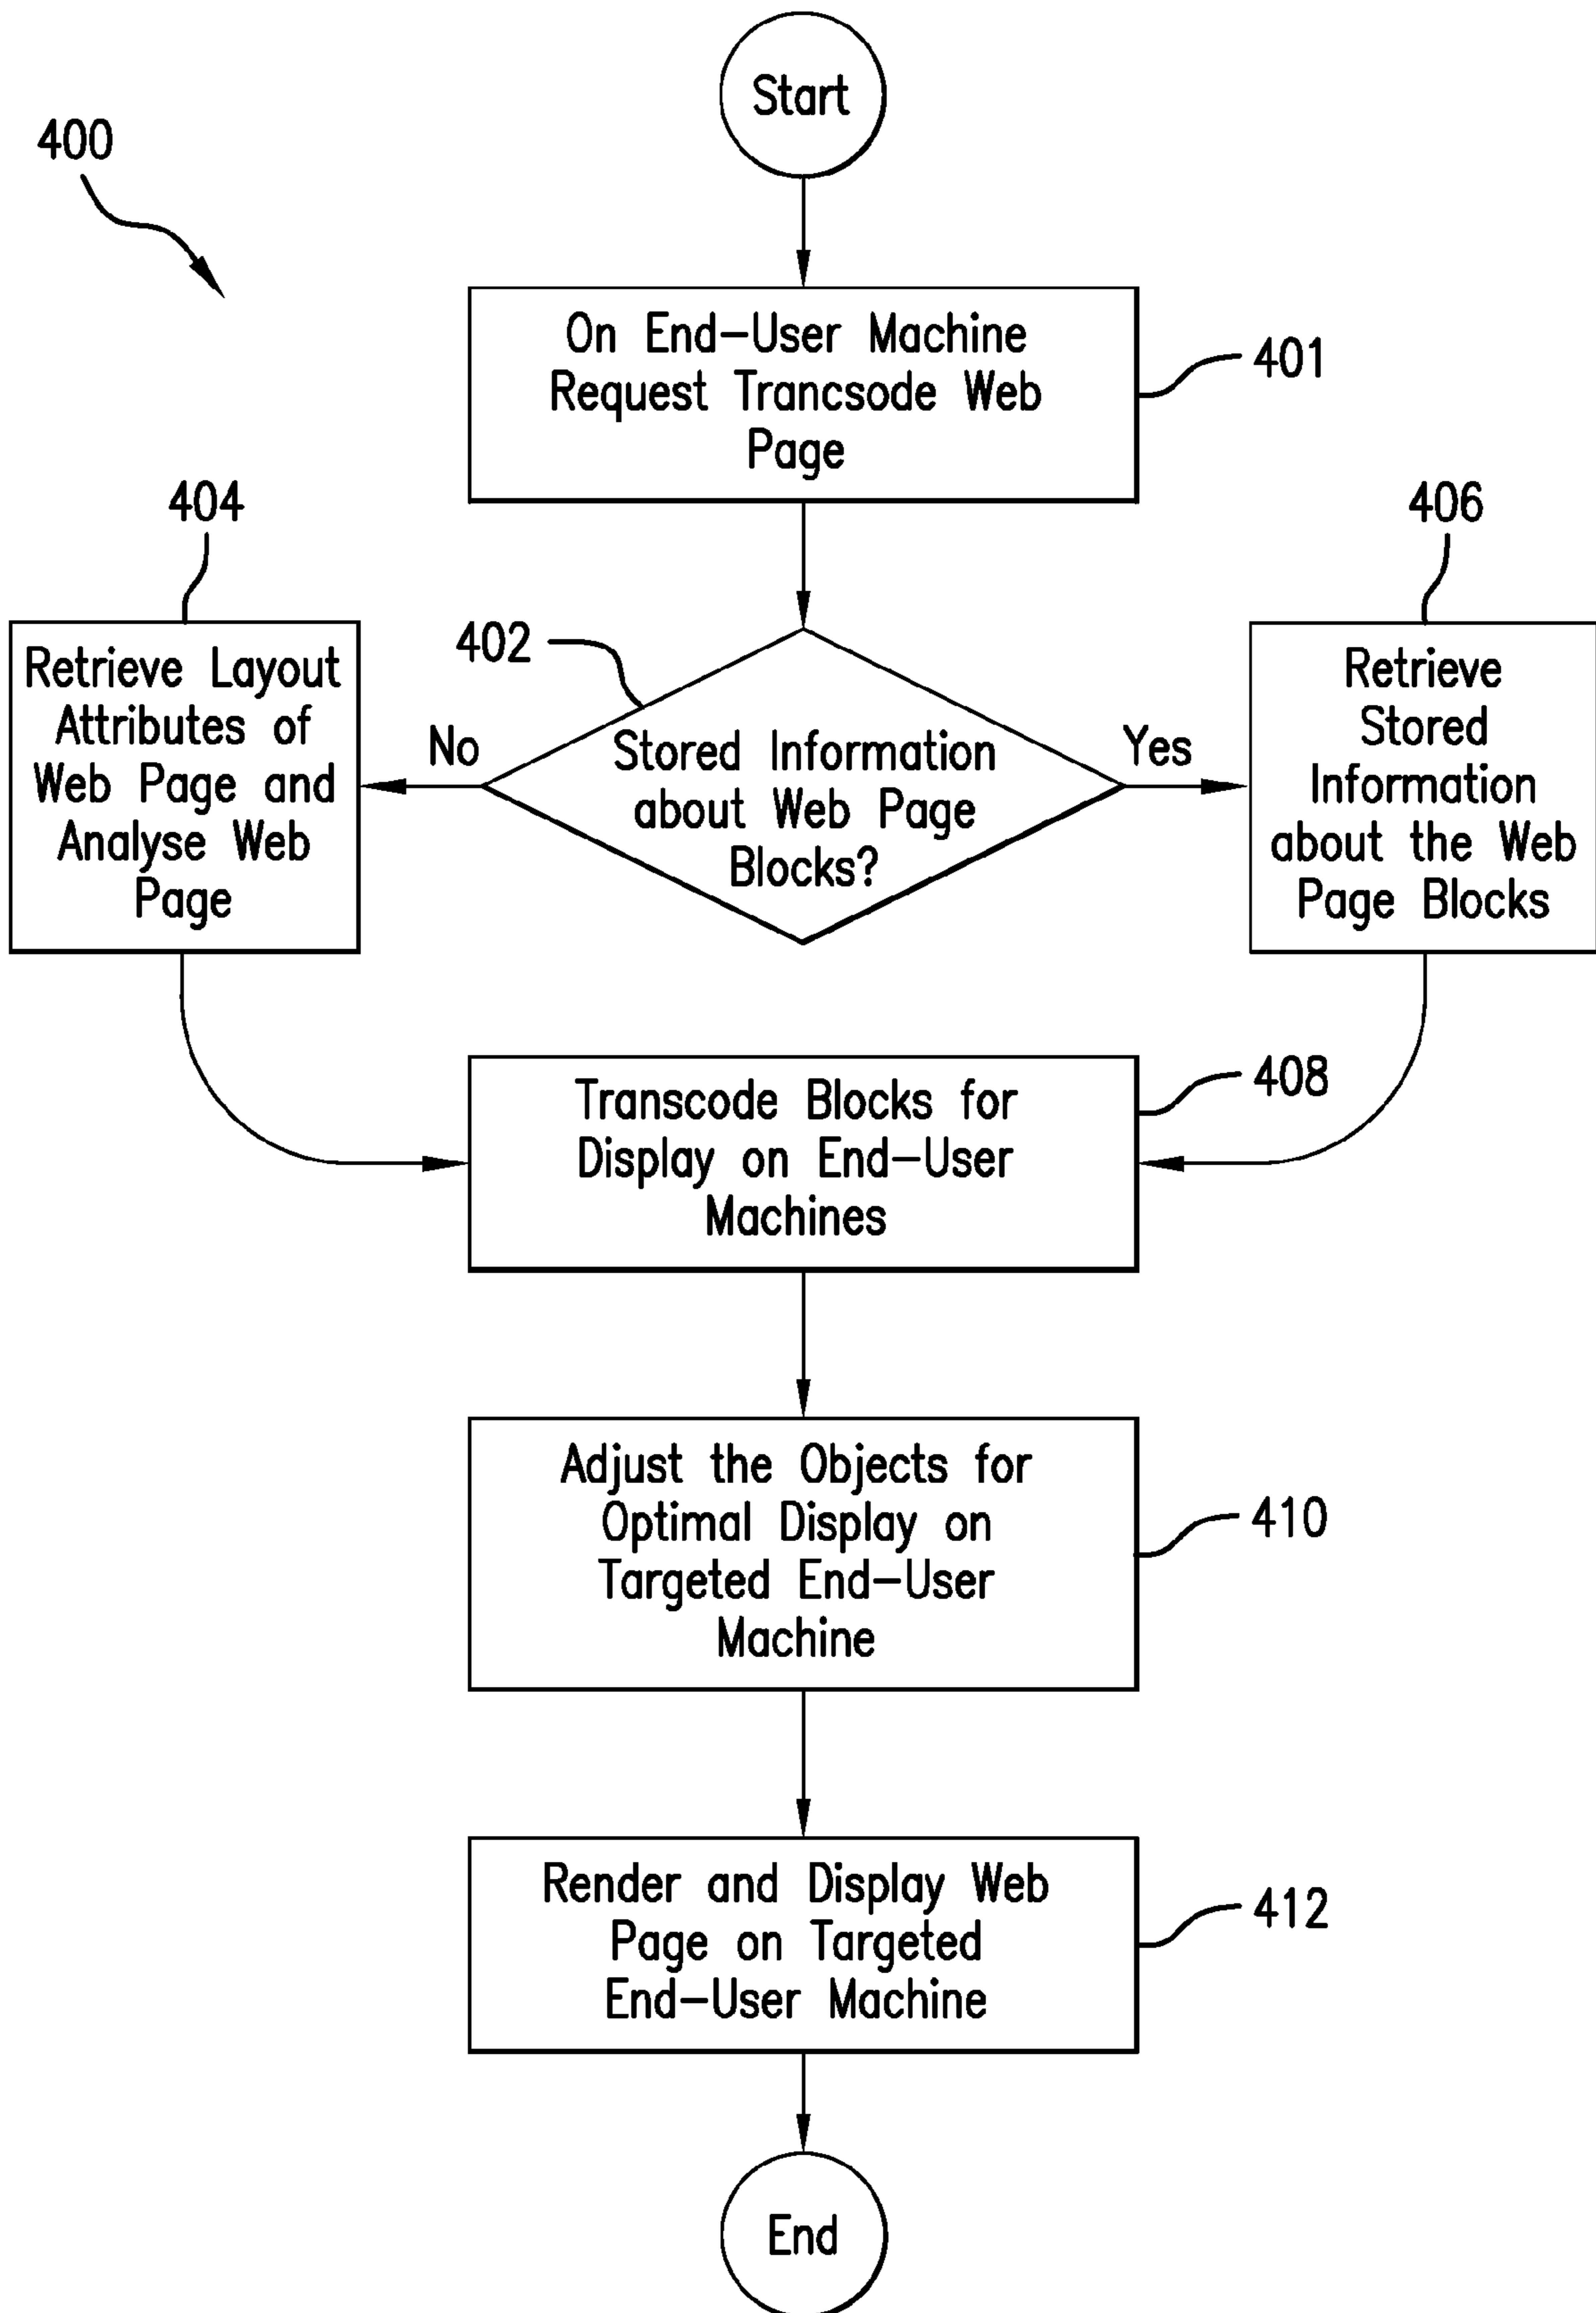 Start
400
On End-User Machine
Request Trancsode Web
Page
401
404
406
402
Retrieve Layout
Attributes of
Web Page and
Analyse Web
Page
No
Stored Information
about Web Page
Blocks?
Yes
Retrieve
Stored
Information
about the Web
Page Blocks
Transcode Blocks for
Display on End-User
Machines
408
Adjust the Objects for
Optimal Display on
Targeted End-User
Machine
410
Render and Display Web
Page on Targeted
End-User Machine
412
End